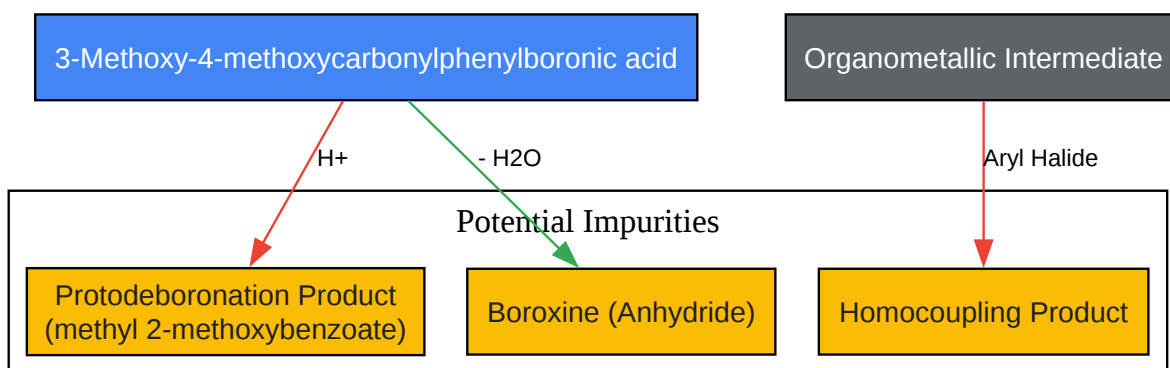 3-Methoxy-4-methoxycarbonylphenylboronic acid
Organometallic Intermediate
H+
- H2O
Aryl Halide
Potential Impurities
Protodeboronation Product
(methyl 2-methoxybenzoate)
Boroxine (Anhydride)
Homocoupling Product